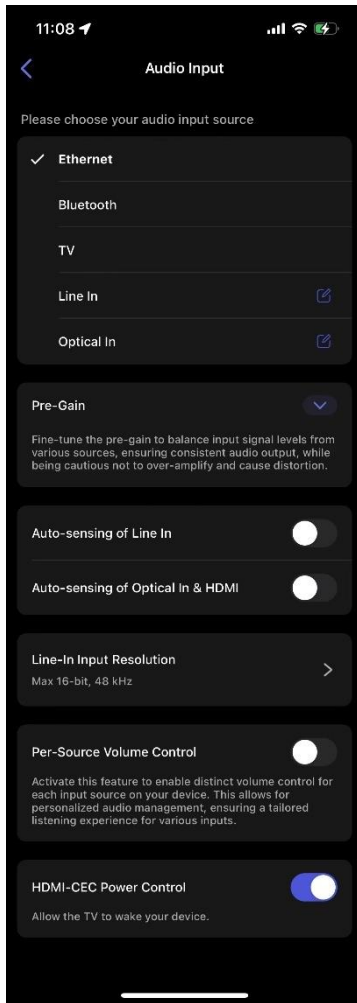 11:08
Audio Input
Please choose your audio input source
Ethernet
Bluetooth
TV
Line In
Optical In
Pre-Gain
Fine-tune the pre-gain to balance input signal levels from
various sources, ensuring consistent audio output, while
being cautious not to over-amplify and cause distortion.
Auto-sensing of Line In
Auto-sensing of Optical In & HDMI
Line-In Input Resolution
Max 16-bit, 48 kHz
Per-Source Volume Control
Activate this feature to enable distinct volume control for
each input source on your device. This allows for
personalized audio management, ensuring a tailored
listening experience for various inputs.
HDMI-CEC Power Control
Allow the TV to wake your device.